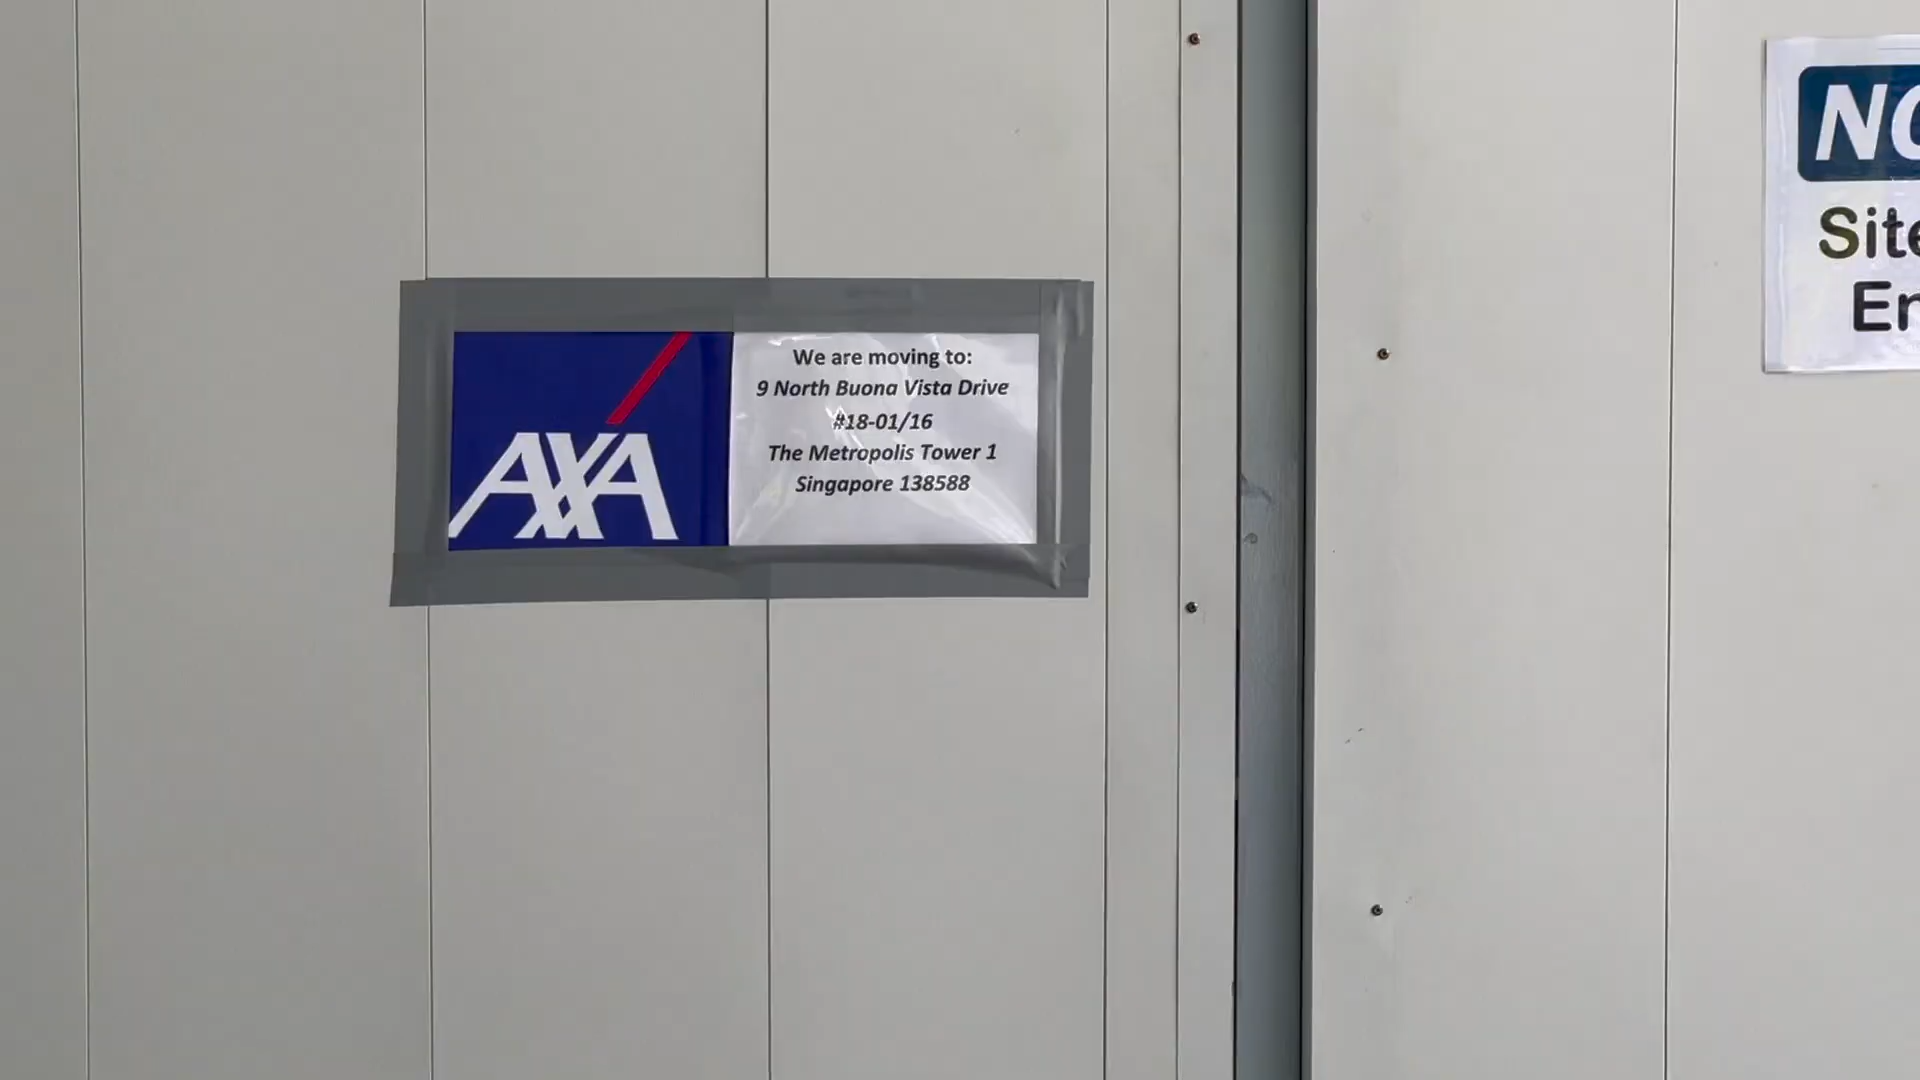 AXA
We are moving to:
9 North Buona Vista Drive
#18-01/16
The Metropolis Tower 1
Singapore 138588
Site